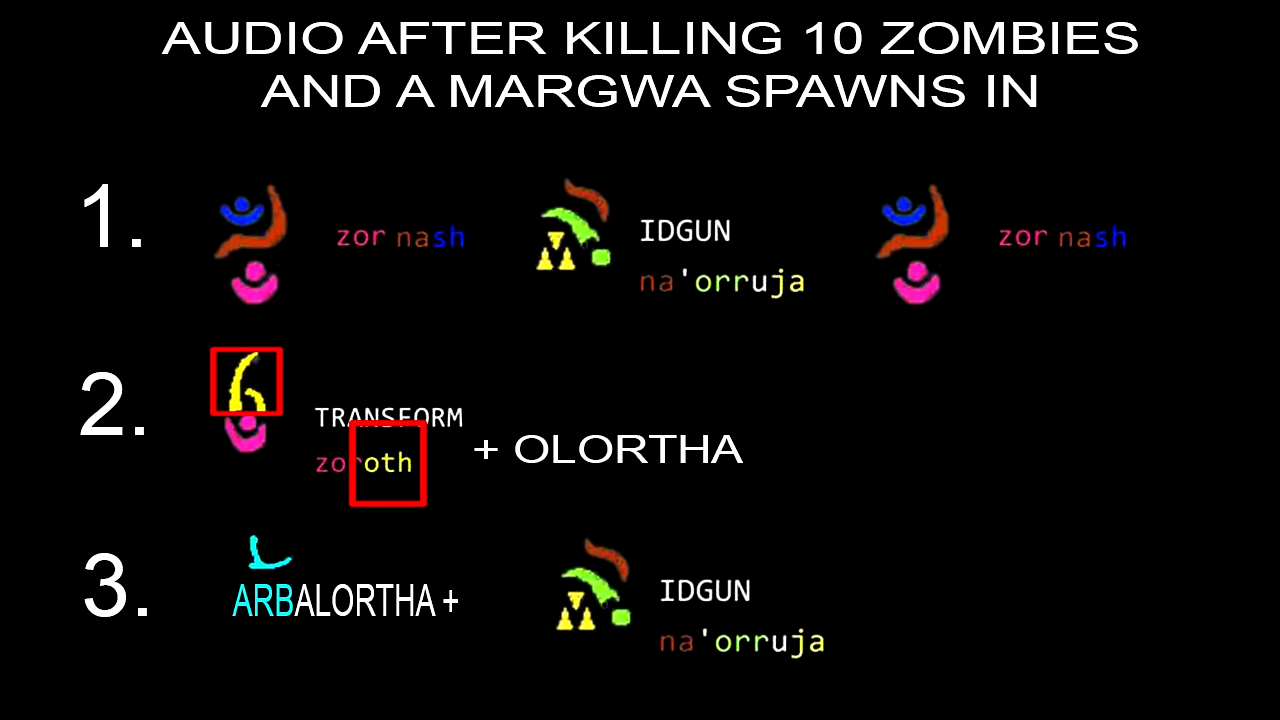 AUDIO AFTER KILLING 10 ZOMBIES
AND A MARGWA SPAWNS IN
1. zor nash IDGUN zor nash
na'orruja
2. TRANSFORM
zoroth + OLORTHA
3. ARBALORTHA + IDGUN
na'orruja